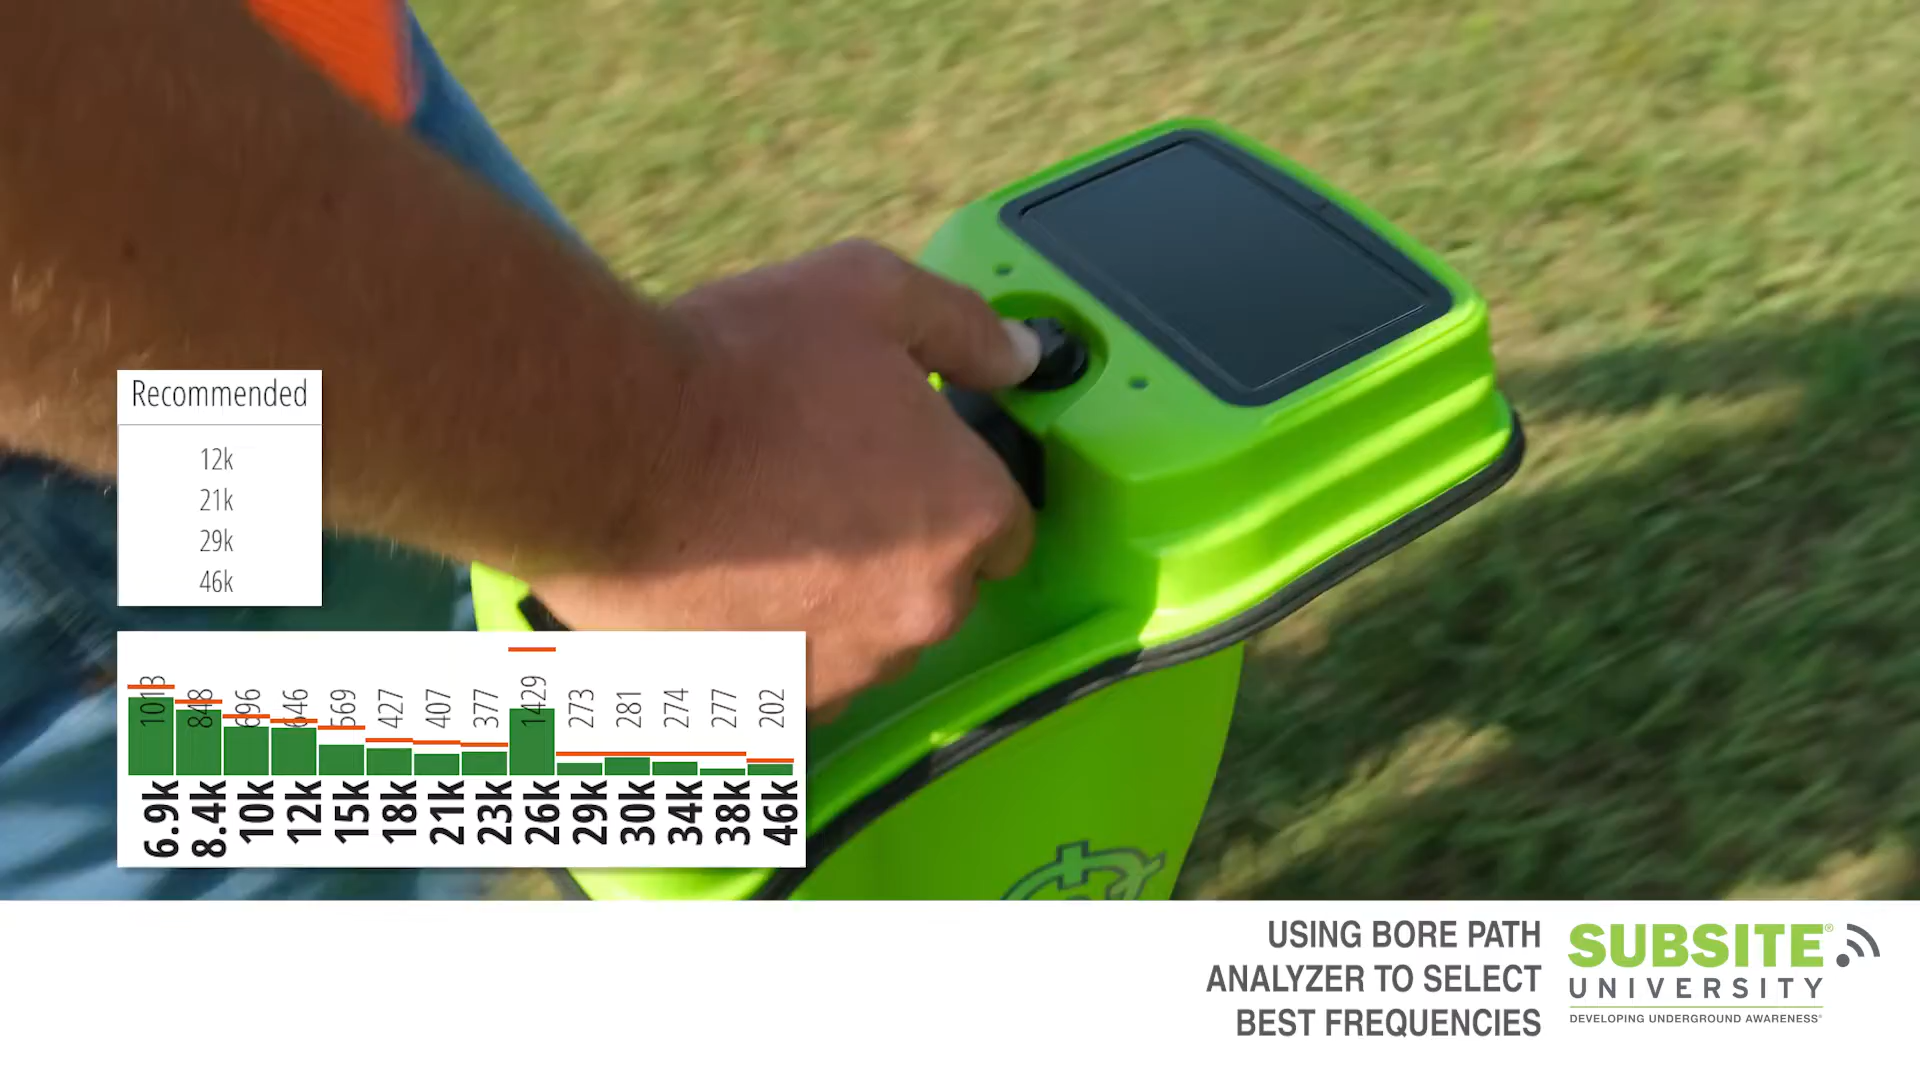 Recommended
12k
21k
29k
46k
1013 848 696 646 569 427 407 377 1429 273 281 274 277 202
6.9k 8.4k 10k 12k 15k 18k 21k 23k 26k 29k 30k 34k 38k 46k
USING BORE PATH
ANALYZER TO SELECT
BEST FREQUENCIES
SUBSITE®
UNIVERSITY
DEVELOPING UNDERGROUND AWARENESS®